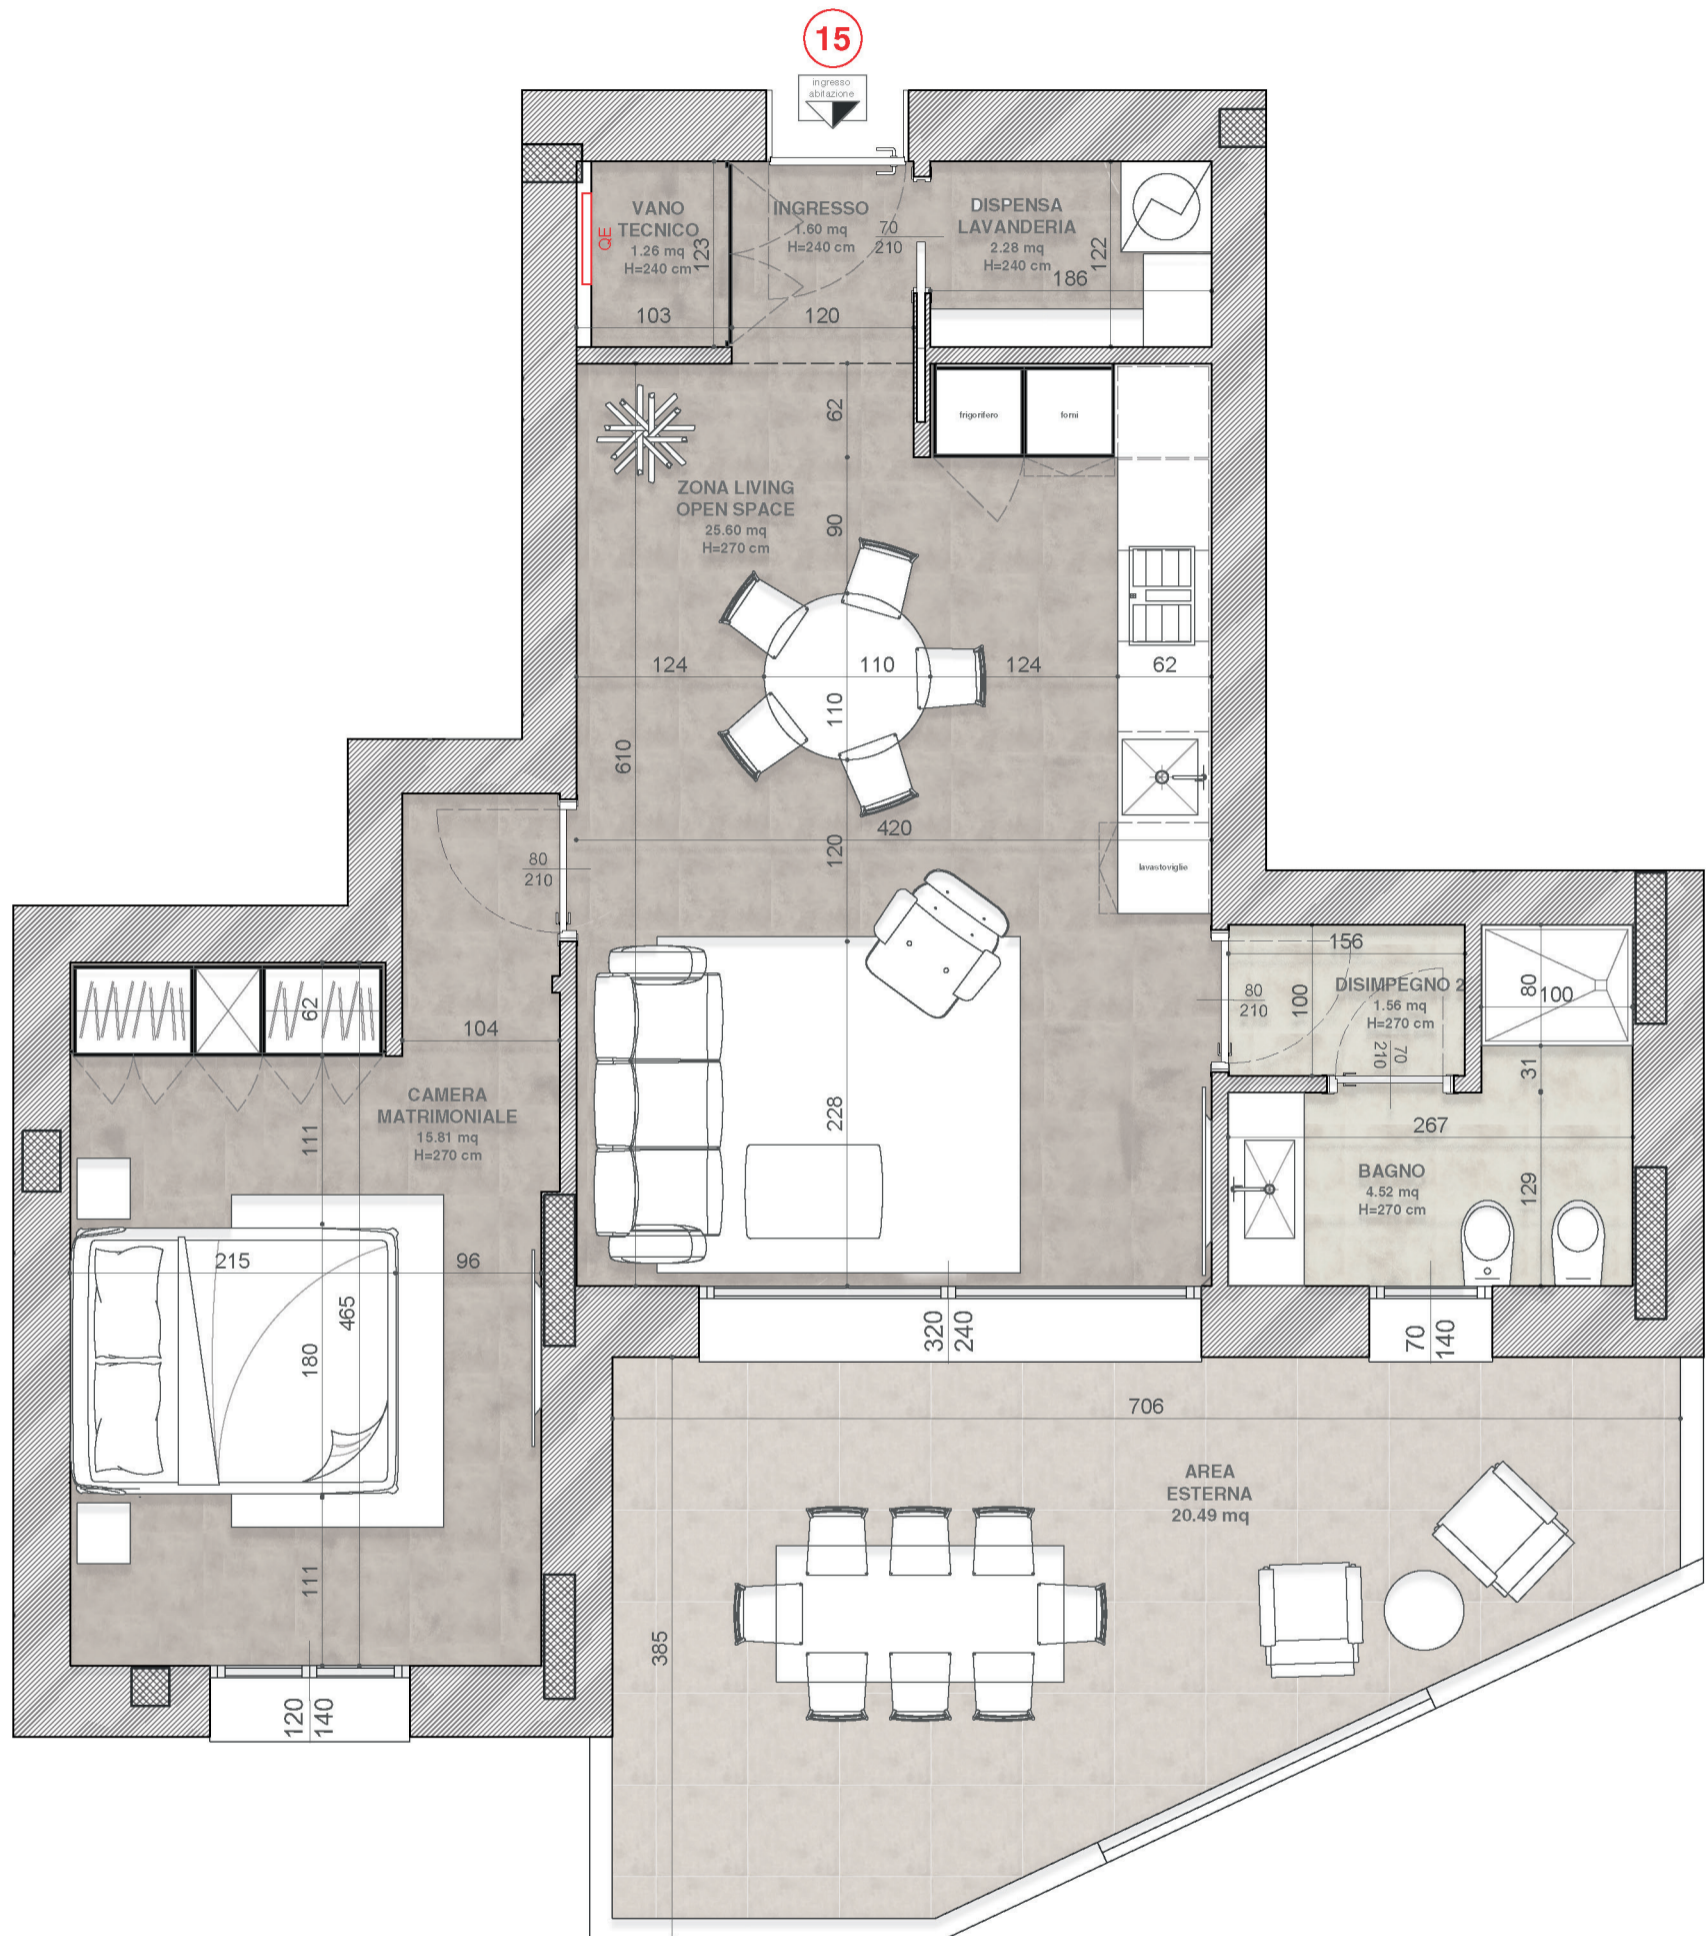 15
ingresso
abitazione
VANO
TECNICO
1.26 mq
H=240 cm
QE
123
103
INGRESSO
1.60 mq
H=240 cm
70
210
120
DISPENSA
LAVANDERIA
2.28 mq
H=240 cm
122
186
62
frigorifero
forni
ZONA LIVING
OPEN SPACE
25.60 mq
H=270 cm
90
124
110
124
62
110
610
420
120
80
210
lavastoviglie
156
100
DISIMPEGNO 2
1.56 mq
H=270 cm
80
210
70
210
80
100
31
62
104
CAMERA
MATRIMONIALE
15.81 mq
H=270 cm
111
228
267
BAGNO
4.52 mq
H=270 cm
129
215
96
465
180
111
320
240
70
140
706
AREA
ESTERNA
20.49 mq
385
120
140